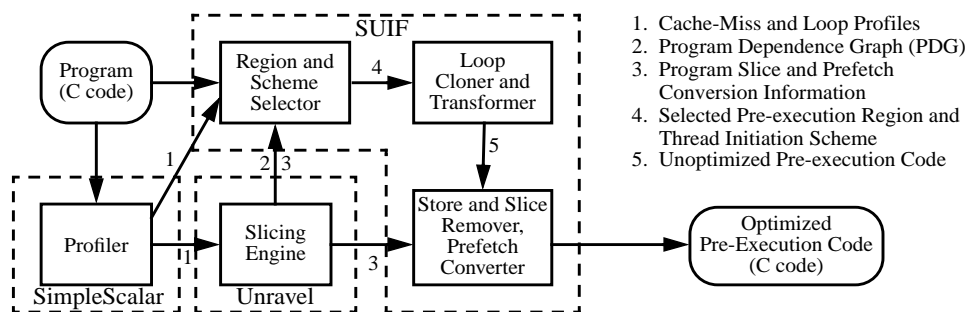 SUIF
Program
(C code)
Region and
Scheme
Selector
4
Loop
Cloner and
Transformer
1
2
3
5
Profiler
1
Slicing
Engine
3
Store and Slice
Remover,
Prefetch
Converter
Optimized
Pre-Execution Code
(C code)
SimpleScalar
Unravel
1. Cache-Miss and Loop Profiles
2. Program Dependence Graph (PDG)
3. Program Slice and Prefetch
Conversion Information
4. Selected Pre-execution Region and
Thread Initiation Scheme
5. Unoptimized Pre-execution Code